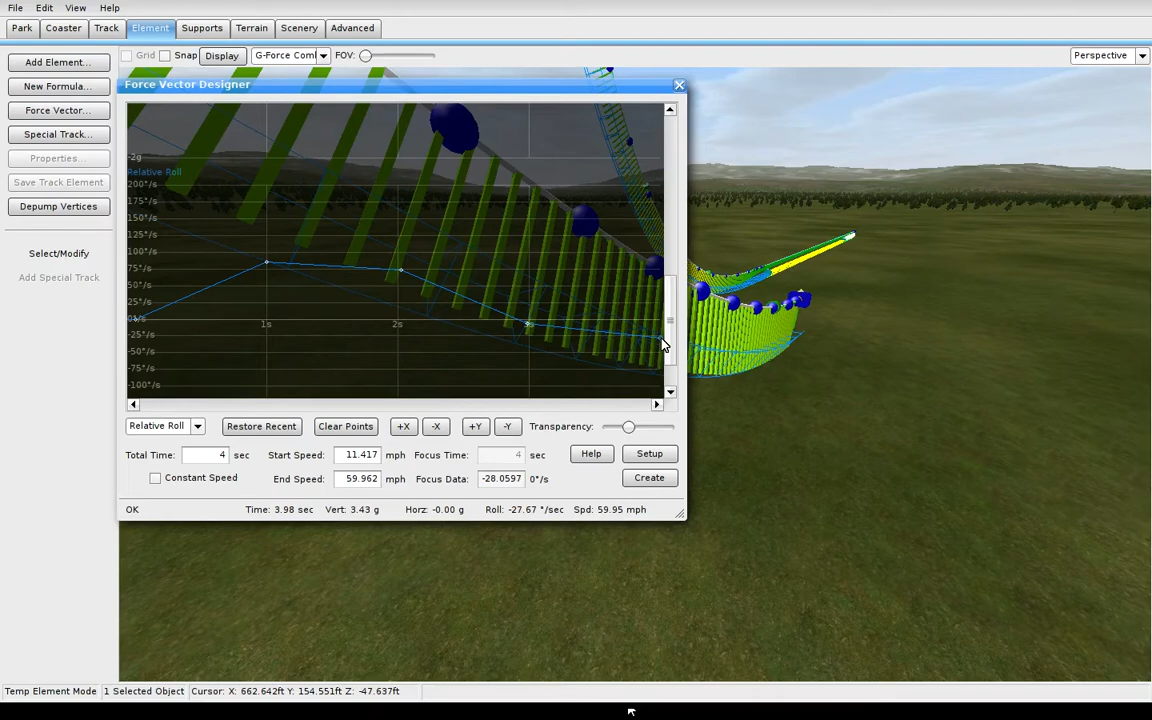 File Edit View Help
Park Coaster Track Element Supports Terrain Scenery Advanced
Grid Snap Display G-Force Coml FOV: Perspective
Add Element...
New Formula...
Force Vector...
Special Track...
Properties...
Save Track Element
Depump Vertices
Select/Modify
Add Special Track
Force Vector Designer
-2g
Relative Roll
200°/s
175°/s
150°/s
125°/s
100°/s
75°/s
50°/s
25°/s
0°/s
1s 2s 3s
-25°/s
-50°/s
-75°/s
-100°/s
Relative Roll Restore Recent Clear Points +X -X +Y -Y Transparency:
Total Time: 4 sec Start Speed: 11.417 mph Focus Time: 4 sec Help Setup
Constant Speed End Speed: 59.962 mph Focus Data: -28.0597 0°/s Create
OK Time: 3.98 sec Vert: 3.43 g Horz: -0.00 g Roll: -27.67 °/sec Spd: 59.95 mph
Temp Element Mode 1 Selected Object Cursor: X: 662.642ft Y: 154.551ft Z: -47.637ft